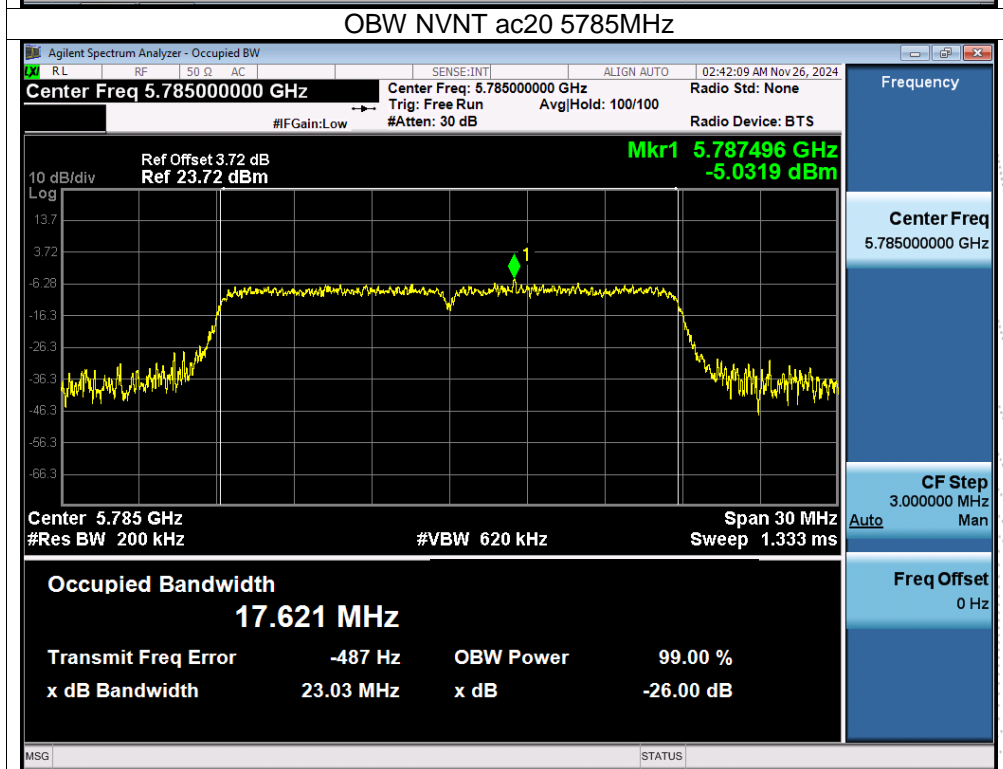 OBW NVNT ac20 5785MHz
Agilent Spectrum Analyzer - Occupied BW
LXI RL RF 50 Ω AC SENSE:INT ALIGN AUTO 02:42:09 AM Nov 26, 2024
Center Freq 5.785000000 GHz
Center Freq: 5.785000000 GHz Radio Std: None
Trig: Free Run Avg|Hold: 100/100
#IFGain:Low #Atten: 30 dB Radio Device: BTS
Mkr1 5.787496 GHz
-5.0319 dBm
Ref Offset 3.72 dB
10 dB/div Ref 23.72 dBm
Log
13.7
3.72
-6.28
-16.3
-26.3
-36.3
-46.3
-56.3
-66.3
1
Center 5.785 GHz Span 30 MHz
#Res BW 200 kHz #VBW 620 kHz Sweep 1.333 ms
Occupied Bandwidth
17.621 MHz
Transmit Freq Error -487 Hz OBW Power 99.00 %
x dB Bandwidth 23.03 MHz x dB -26.00 dB
MSG STATUS
Frequency
Center Freq
5.785000000 GHz
CF Step
3.000000 MHz
Auto Man
Freq Offset
0 Hz